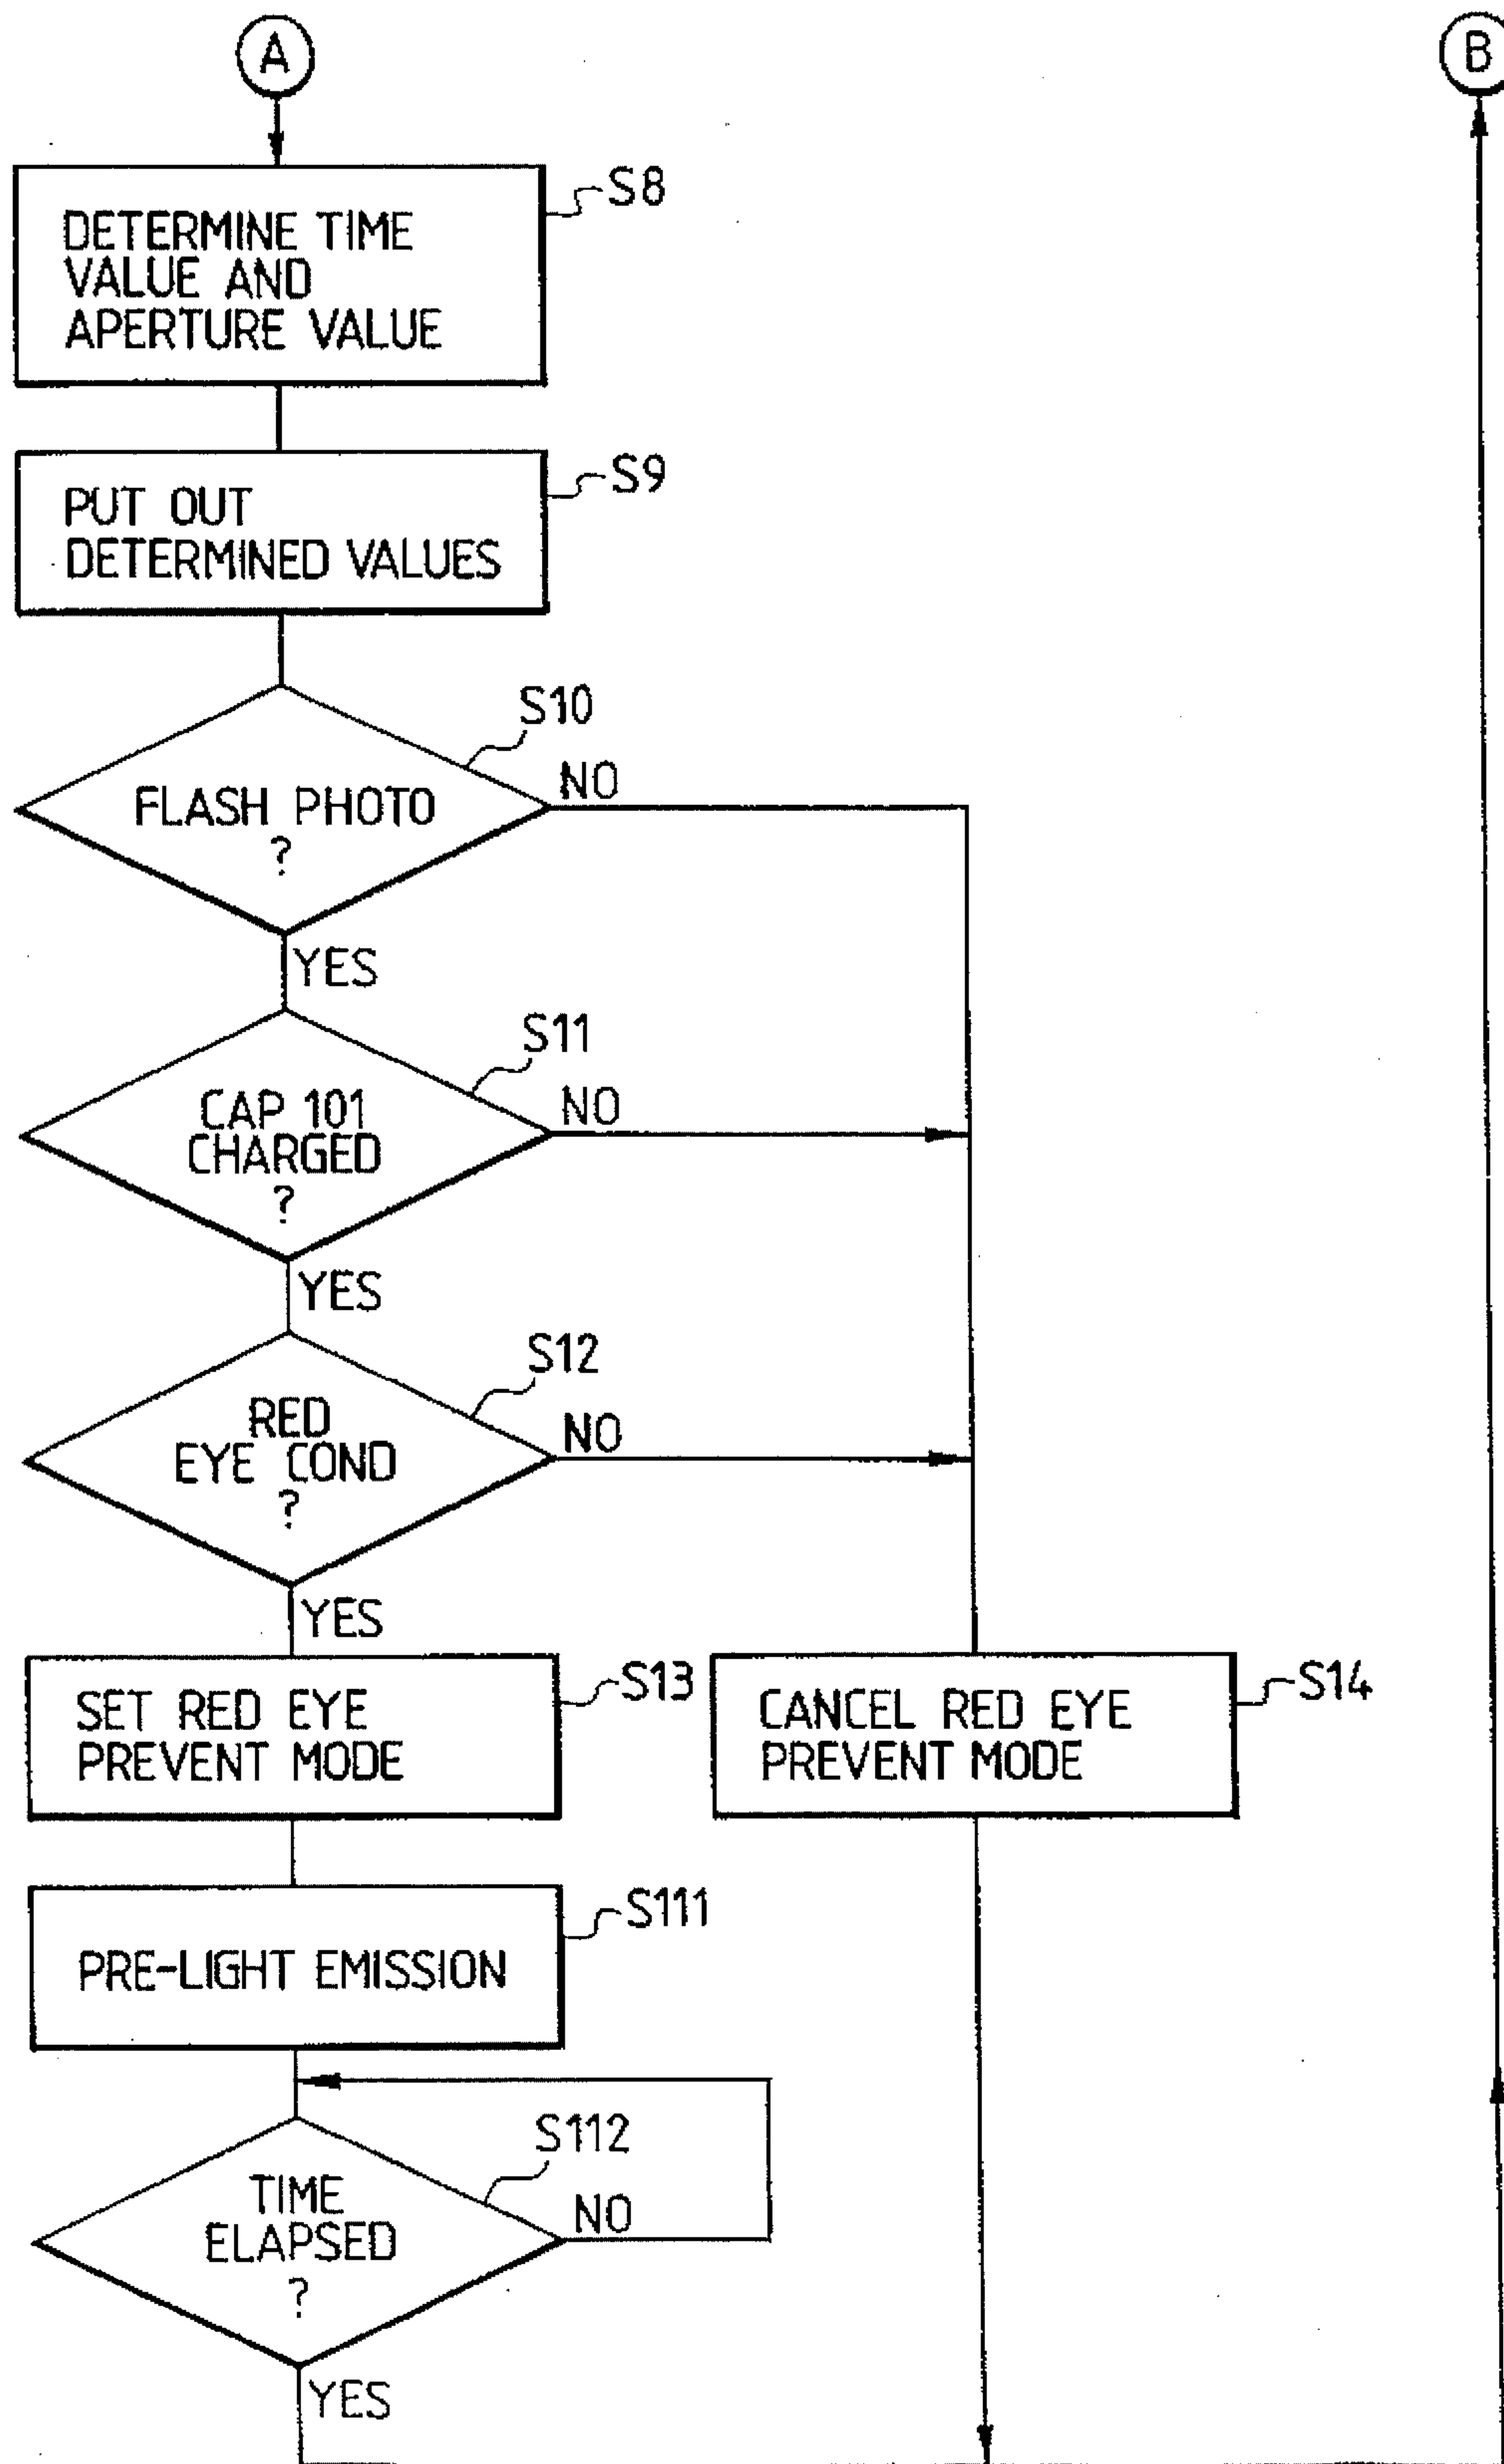 A
B
S8
DETERMINE TIME
VALUE AND
APERTURE VALUE
S9
PUT OUT
DETERMINED VALUES
S10
FLASH PHOTO
?
NO
YES
S11
CAP 101
CHARGED
?
NO
YES
S12
RED
EYE COND
?
NO
YES
S13
SET RED EYE
PREVENT MODE
S14
CANCEL RED EYE
PREVENT MODE
S111
PRE-LIGHT EMISSION
S112
TIME
ELAPSED
?
NO
YES